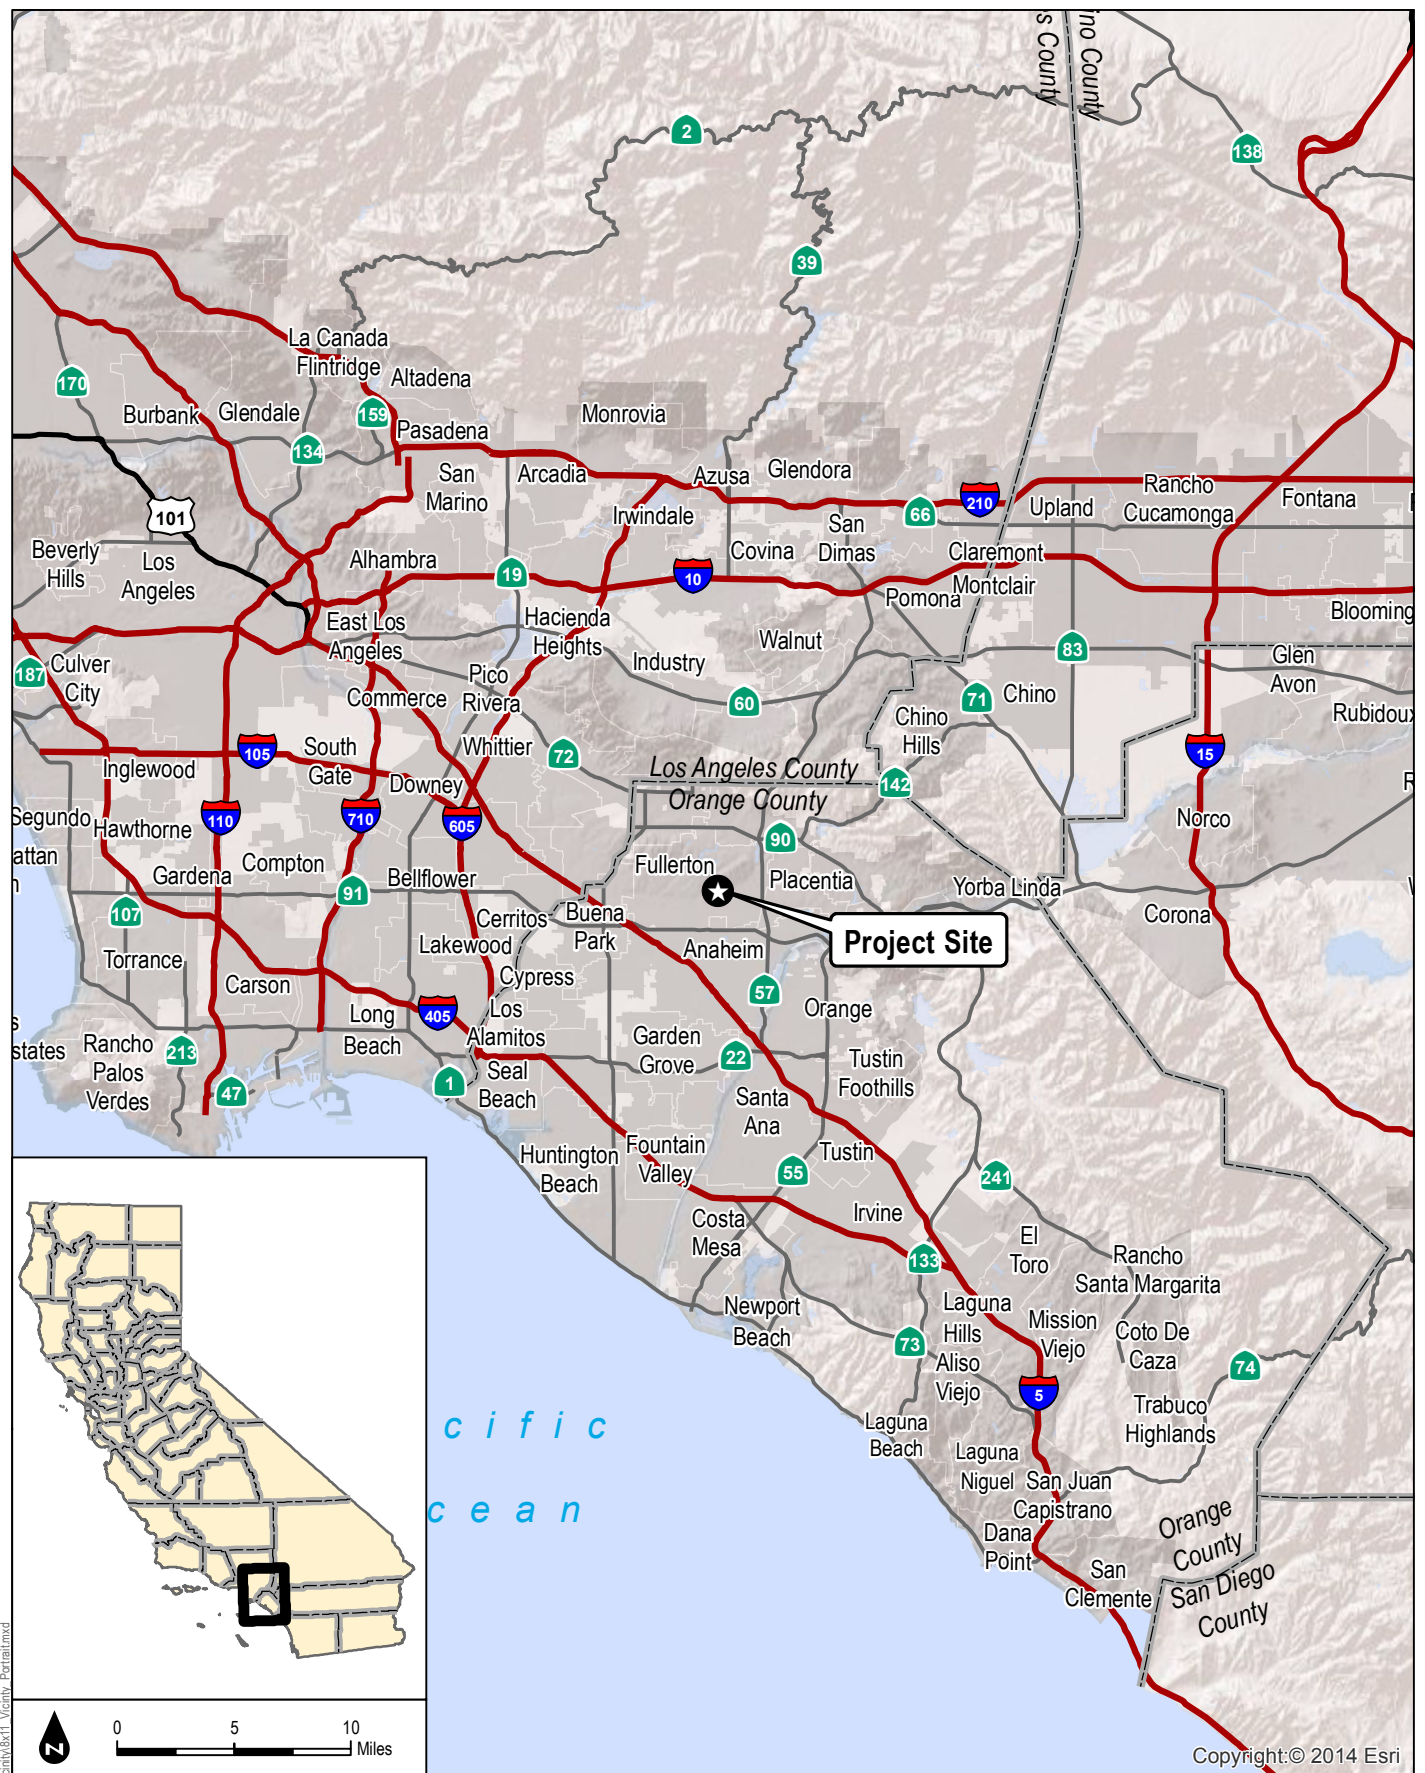 s County
ino County
2
138
39
La Canada
Flintridge
Altadena
170
Burbank
Glendale
159
Monrovia
Pasadena
134
San
Marino
Arcadia
Azusa
Glendora
Rancho
Cucamonga
Fontana
210
Upland
66
101
Irwindale
San
Dimas
Beverly
Hills
Los
Angeles
Alhambra
Covina
Claremont
19
10
Pomona
Montclair
Blooming
East Los
Angeles
Hacienda
Heights
Walnut
83
Industry
Glen
Avon
187
Culver
City
Pico
Rivera
Commerce
60
71
Chino
Rubidoux
Chino
Hills
105
South
Gate
Whittier
72
15
Inglewood
Los Angeles County
Orange County
142
Downey
R
Segundo
Hawthorne
110
710
605
Norco
90
attan
Compton
Fullerton
Gardena
91
Bellflower
Placentia
Yorba Linda
107
Cerritos
Buena
Park
Corona
Project Site
Lakewood
Anaheim
Torrance
Cypress
Carson
57
Orange
Long
Beach
405
Los
Alamitos
s
states
Rancho
Palos
Verdes
213
Garden
Grove
22
Tustin
Foothills
47
1
Seal
Beach
Santa
Ana
Huntington
Beach
Fountain
Valley
Tustin
55
241
Costa
Mesa
Irvine
El
Toro
133
Rancho
Santa Margarita
Newport
Beach
Laguna
Hills
Mission
Viejo
Coto De
Caza
73
Aliso
Viejo
74
5
Trabuco
Highlands
cific
Laguna
Beach
Laguna
Niguel
San Juan
Capistrano
cean
Dana
Point
Orange
County
San Diego
County
San
Clemente
N
0
5
10
Miles
Copyright:© 2014 Esri